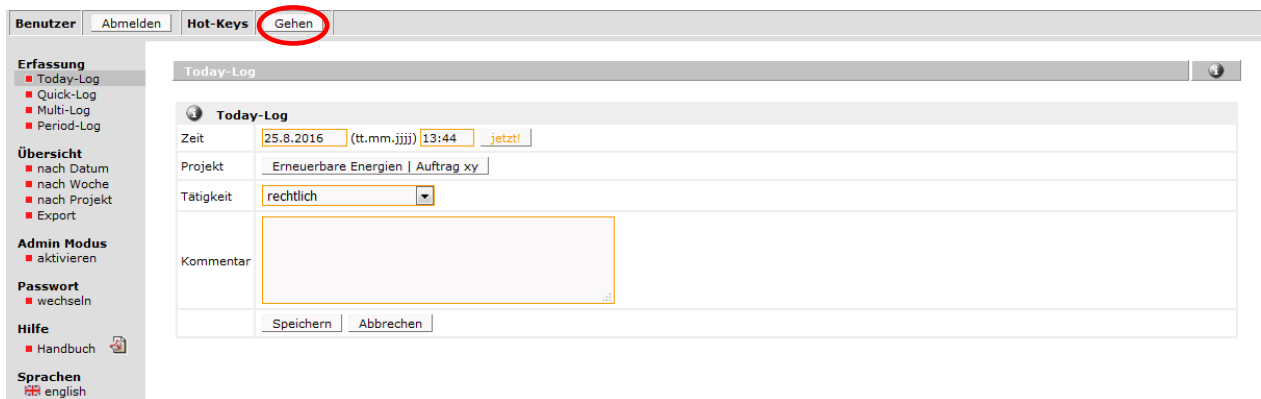 Benutzer Abmelden Hot-Keys Gehen
Erfassung
Today-Log
Quick-Log
Multi-Log
Period-Log
Übersicht
nach Datum
nach Woche
nach Projekt
Export
Admin Modus
aktivieren
Passwort
wechseln
Hilfe
Handbuch
Sprachen
english
Today-Log
Today-Log
Zeit 25.8.2016 (tt.mm.jjjj) 13:44 jetzt!
Projekt Erneuerbare Energien | Auftrag xy
Tätigkeit rechtlich
Kommentar
Speichern Abbrechen